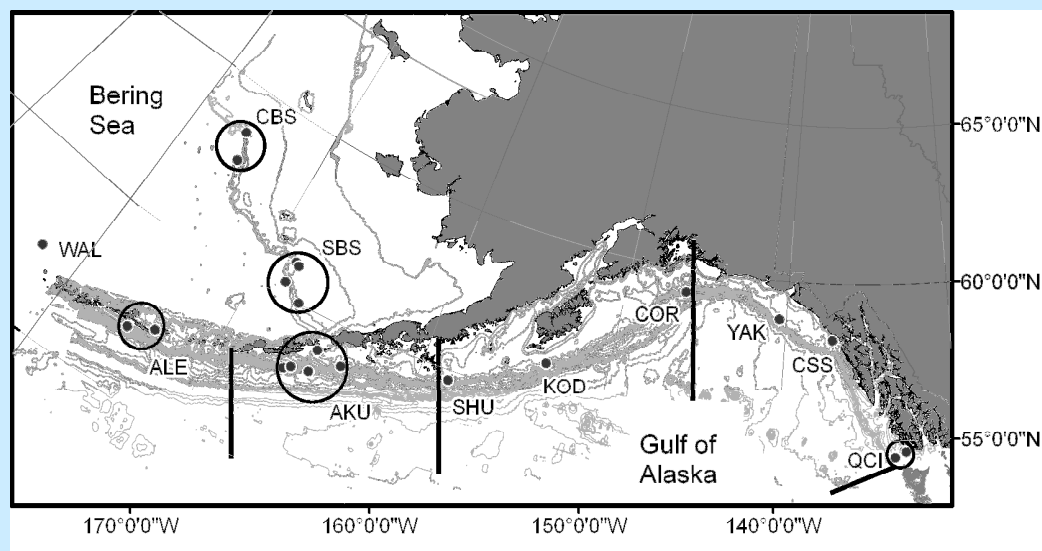 Bering
Sea
CBS
65°0'0"N
WAL
SBS
60°0'0"N
COR
YAK
ALE
CSS
AKU
SHU
KOD
Gulf of
Alaska
55°0'0"N
QCI
170°0'0"W
160°0'0"W
150°0'0"W
140°0'0"W